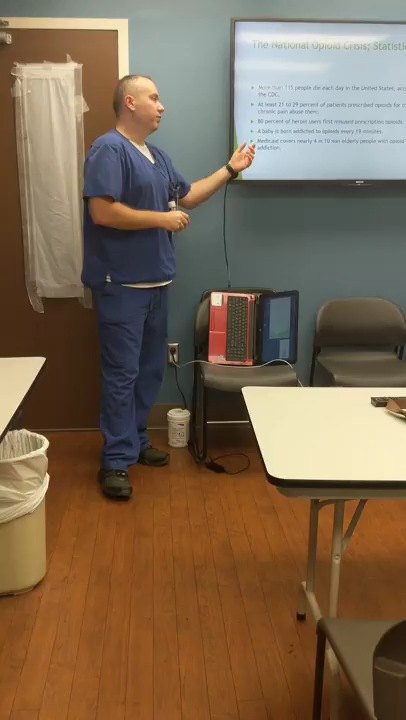 The National Opioid Crisis; Statisti
More than 115 people die each day in the United States, acc
the CDC.
At least 21 to 29 percent of patients prescribed opioids for
chronic pain abuse them.
80 percent of heroin users first misused prescription opioids.
A baby is born addicted to opioids every 19 minutes.
Medicaid covers nearly 4 in 10 non-elderly people with opioid
addiction.